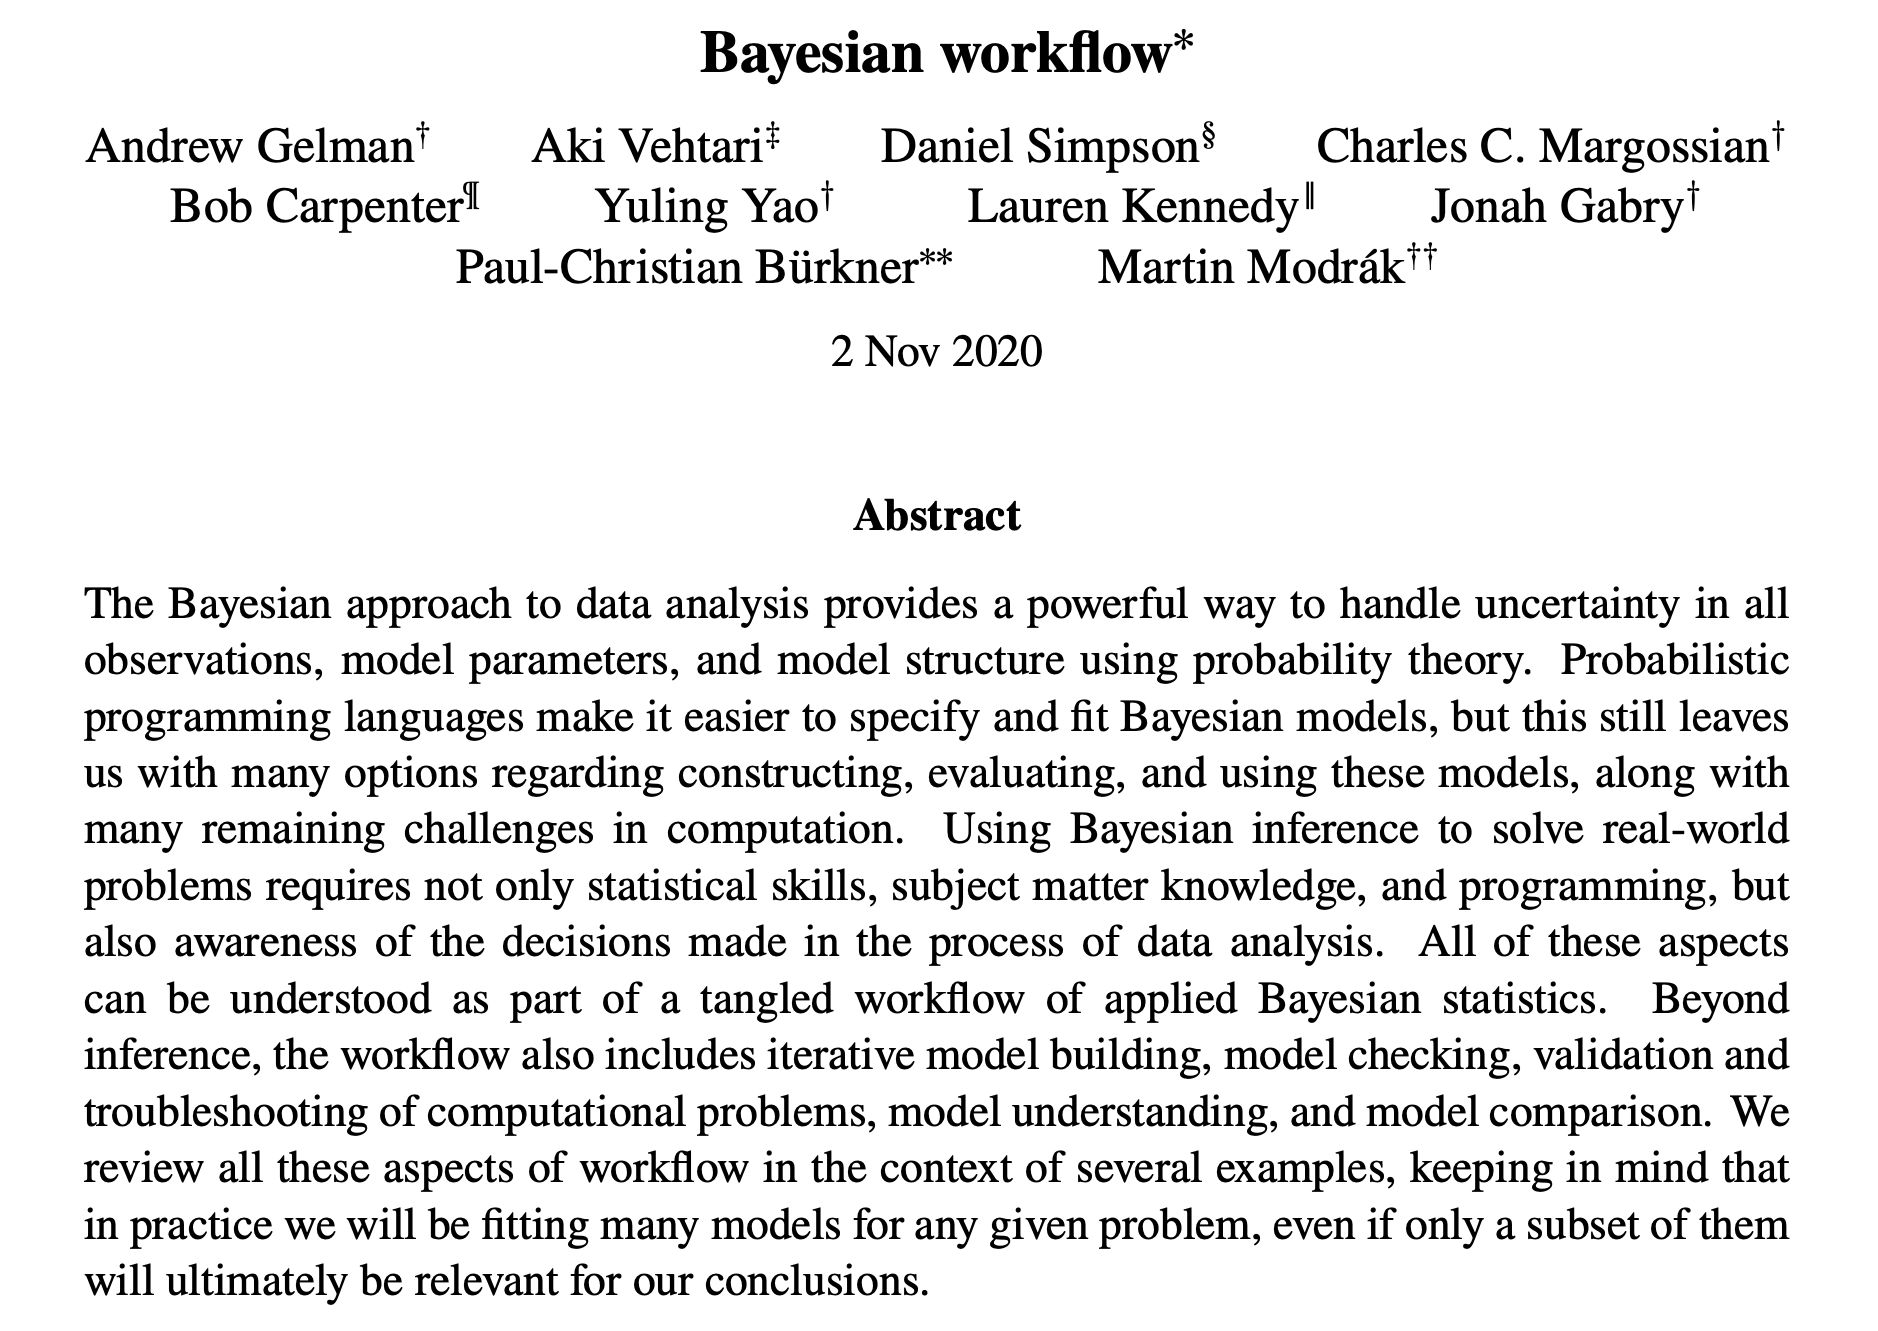 Bayesian workflow*
Andrew Gelman† Aki Vehtari‡ Daniel Simpson§ Charles C. Margossian†
Bob Carpenter¶ Yuling Yao† Lauren Kennedy‖ Jonah Gabry†
Paul-Christian Bürkner** Martin Modrák††
2 Nov 2020
Abstract
The Bayesian approach to data analysis provides a powerful way to handle uncertainty in all
observations, model parameters, and model structure using probability theory. Probabilistic
programming languages make it easier to specify and fit Bayesian models, but this still leaves
us with many options regarding constructing, evaluating, and using these models, along with
many remaining challenges in computation. Using Bayesian inference to solve real-world
problems requires not only statistical skills, subject matter knowledge, and programming, but
also awareness of the decisions made in the process of data analysis. All of these aspects
can be understood as part of a tangled workflow of applied Bayesian statistics. Beyond
inference, the workflow also includes iterative model building, model checking, validation and
troubleshooting of computational problems, model understanding, and model comparison. We
review all these aspects of workflow in the context of several examples, keeping in mind that
in practice we will be fitting many models for any given problem, even if only a subset of them
will ultimately be relevant for our conclusions.